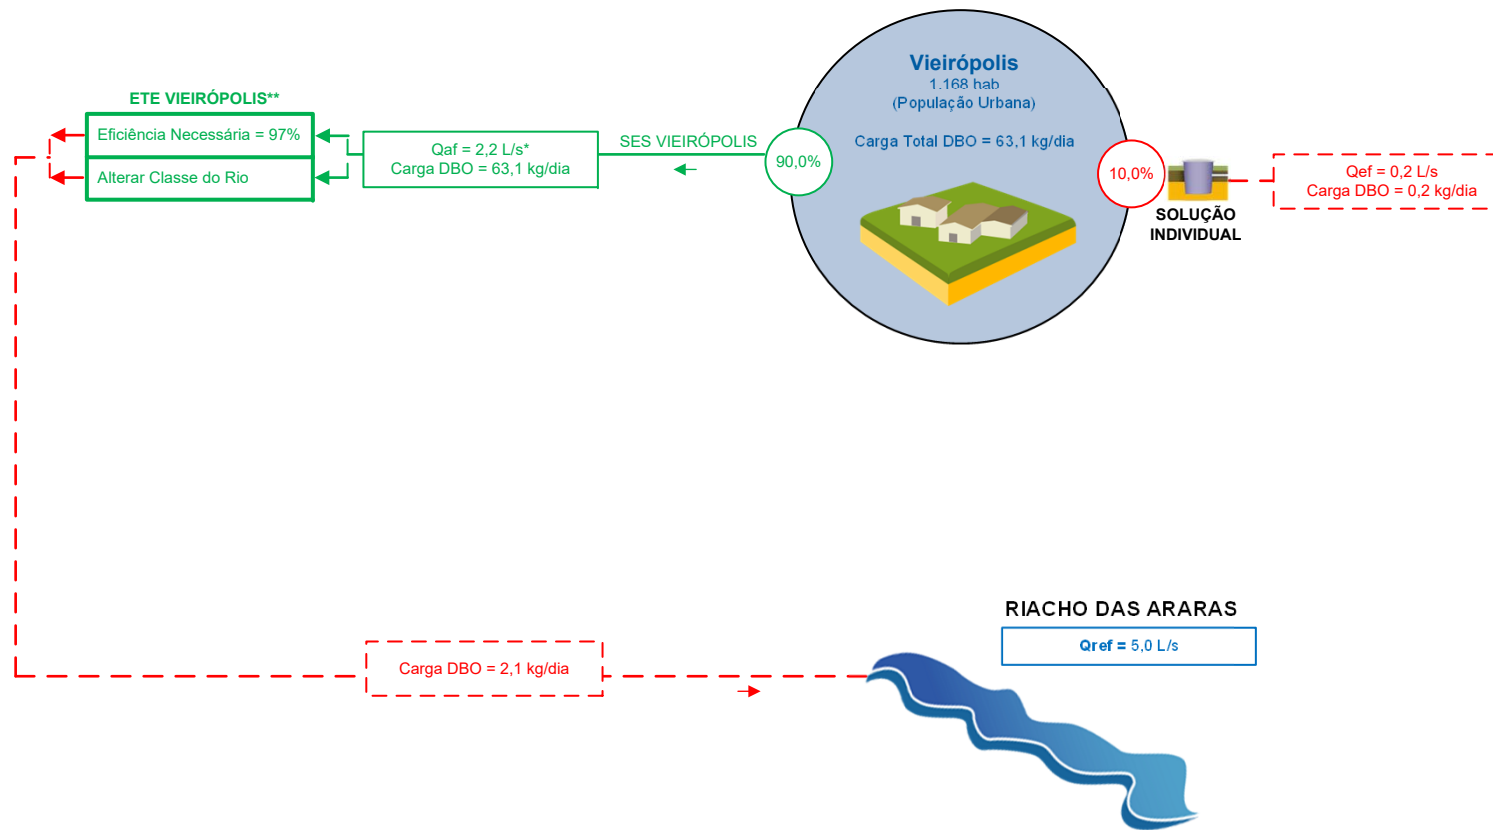 Vieirópolis
1.168 hab
(População Urbana)
Carga Total DBO = 63,1 kg/dia
ETE VIEIRÓPOLIS**
Eficiência Necessária = 97%
Alterar Classe do Rio
Qaf = 2,2 L/s*
Carga DBO = 63,1 kg/dia
SES VIEIRÓPOLIS
90,0%
10,0%
SOLUÇÃO
INDIVIDUAL
Qef = 0,2 L/s
Carga DBO = 0,2 kg/dia
RIACHO DAS ARARAS
Qref = 5,0 L/s
Carga DBO = 2,1 kg/dia